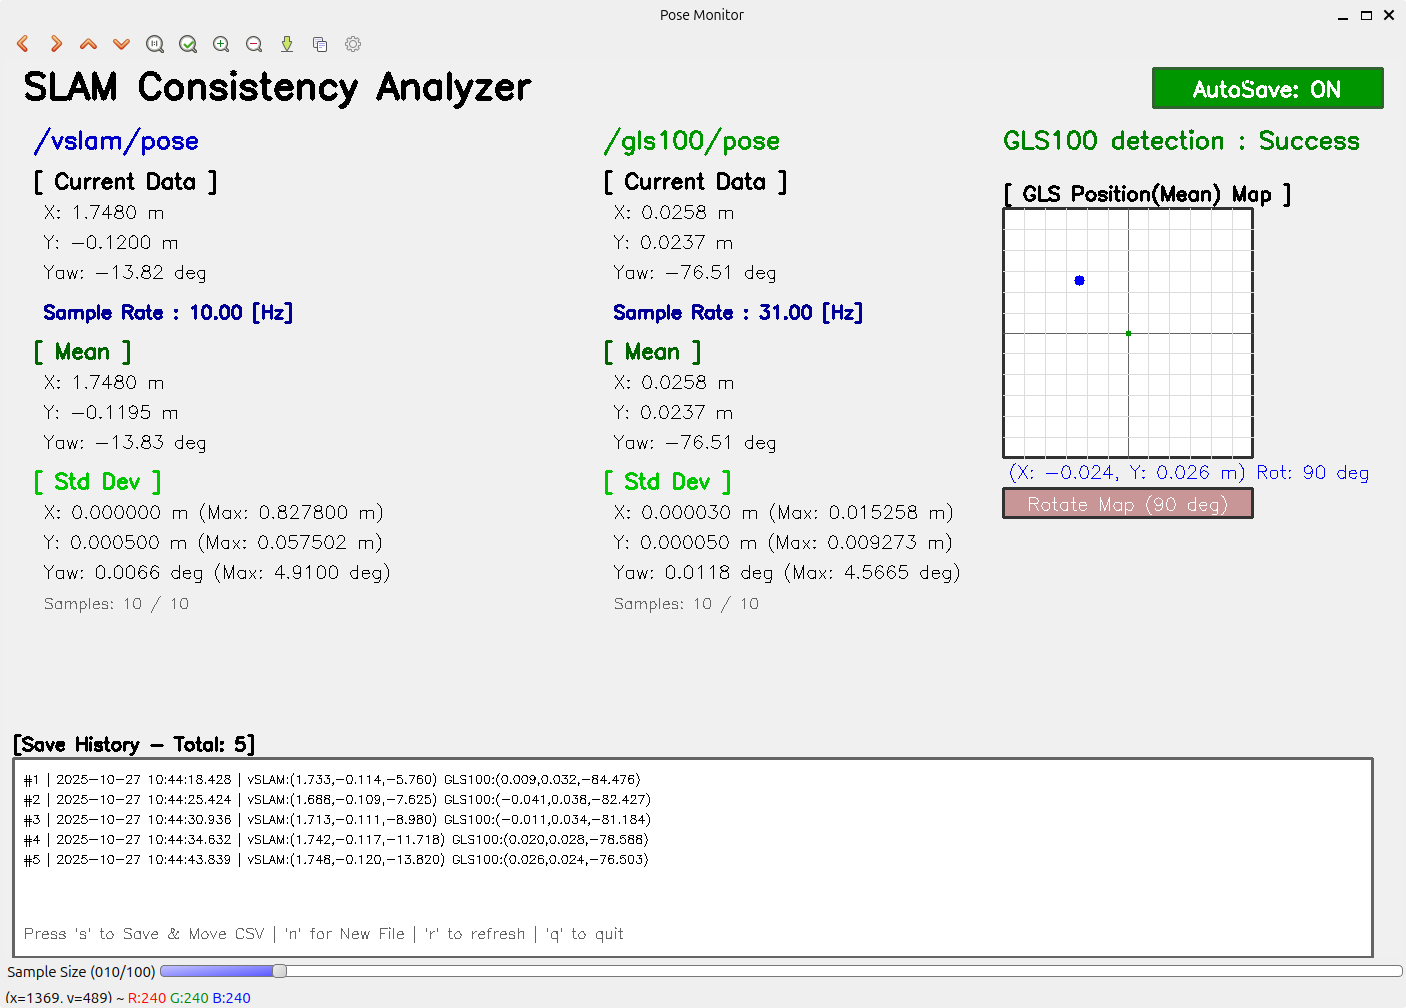 Pose Monitor
SLAM Consistency Analyzer
AutoSave: ON
/vslam/pose
[ Current Data ]
X: 1.7480 m
Y: -0.1200 m
Yaw: -13.82 deg
Sample Rate : 10.00 [Hz]
[ Mean ]
X: 1.7480 m
Y: -0.1195 m
Yaw: -13.83 deg
[ Std Dev ]
X: 0.000000 m (Max: 0.827800 m)
Y: 0.000500 m (Max: 0.057502 m)
Yaw: 0.0066 deg (Max: 4.9100 deg)
Samples: 10 / 10
/gls100/pose
[ Current Data ]
X: 0.0258 m
Y: 0.0237 m
Yaw: -76.51 deg
Sample Rate : 31.00 [Hz]
[ Mean ]
X: 0.0258 m
Y: 0.0237 m
Yaw: -76.51 deg
[ Std Dev ]
X: 0.000030 m (Max: 0.015258 m)
Y: 0.000050 m (Max: 0.009273 m)
Yaw: 0.0118 deg (Max: 4.5665 deg)
Samples: 10 / 10
GLS100 detection : Success
[ GLS Position(Mean) Map ]
(X: -0.024, Y: 0.026 m) Rot: 90 deg
Rotate Map (90 deg)
[Save History - Total: 5]
#1 | 2025-10-27 10:44:18.428 | vSLAM:(1.733,-0.114,-5.760) GLS100:(0.009,0.032,-84.476)
#2 | 2025-10-27 10:44:25.424 | vSLAM:(1.688,-0.109,-7.625) GLS100:(-0.041,0.038,-82.427)
#3 | 2025-10-27 10:44:30.936 | vSLAM:(1.713,-0.111,-8.980) GLS100:(-0.011,0.034,-81.184)
#4 | 2025-10-27 10:44:34.632 | vSLAM:(1.742,-0.117,-11.718) GLS100:(0.020,0.028,-78.588)
#5 | 2025-10-27 10:44:43.839 | vSLAM:(1.748,-0.120,-13.820) GLS100:(0.026,0.024,-76.503)
Press 's' to Save & Move CSV | 'n' for New File | 'r' to refresh | 'q' to quit
Sample Size (010/100)
(x=1369, y=489) ~ R:240 G:240 B:240